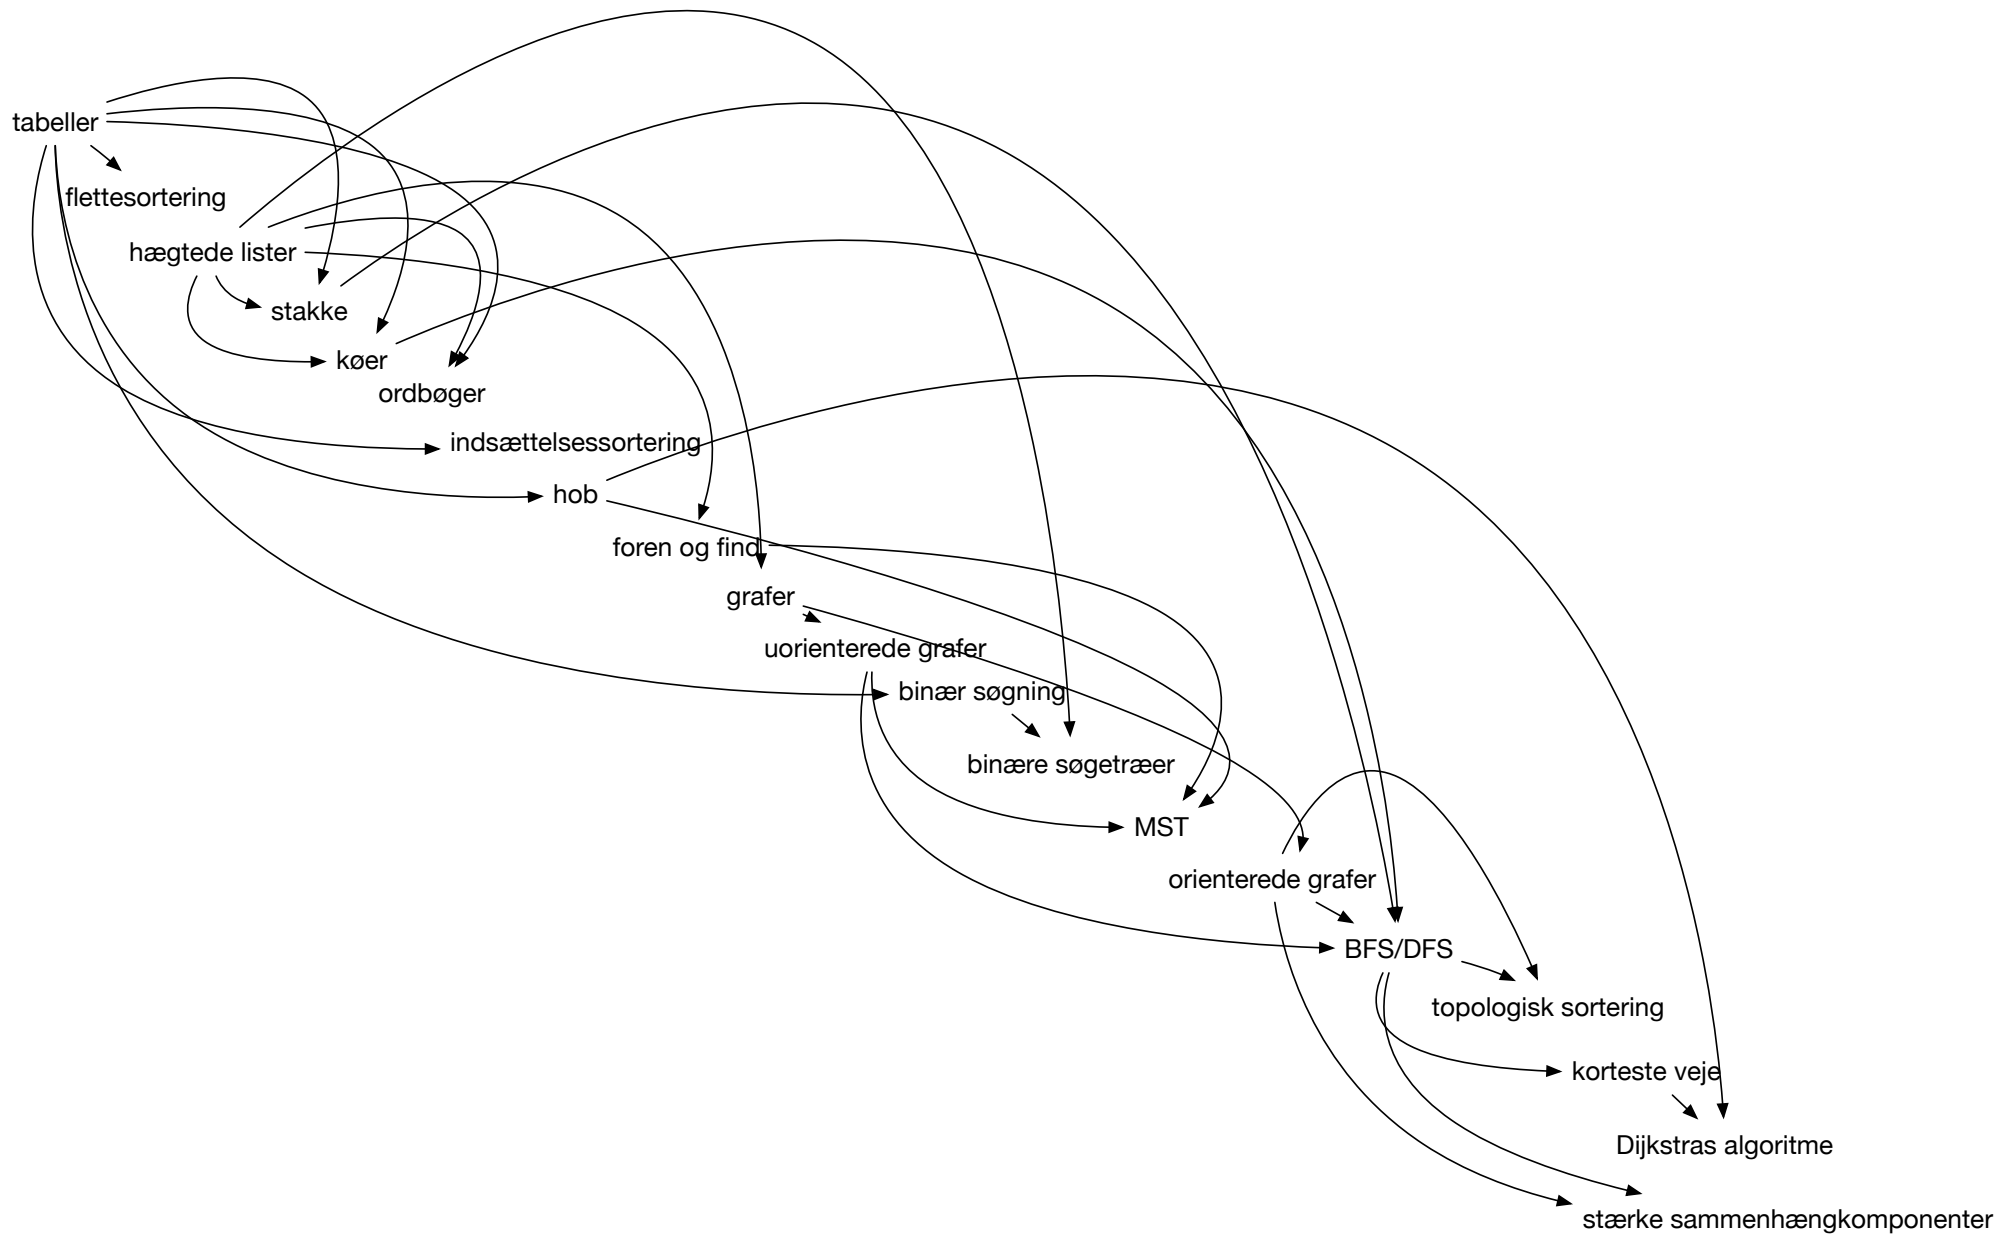 tabeller
flettesortering
hægtede lister
stakke
køer
ordbøger
indsættelsessortering
hob
foren og find
grafer
uorienterede grafer
binær søgning
binære søgetræer
MST
orienterede grafer
BFS/DFS
topologisk sortering
korteste veje
Dijkstras algoritme
stærke sammenhængkomponenter